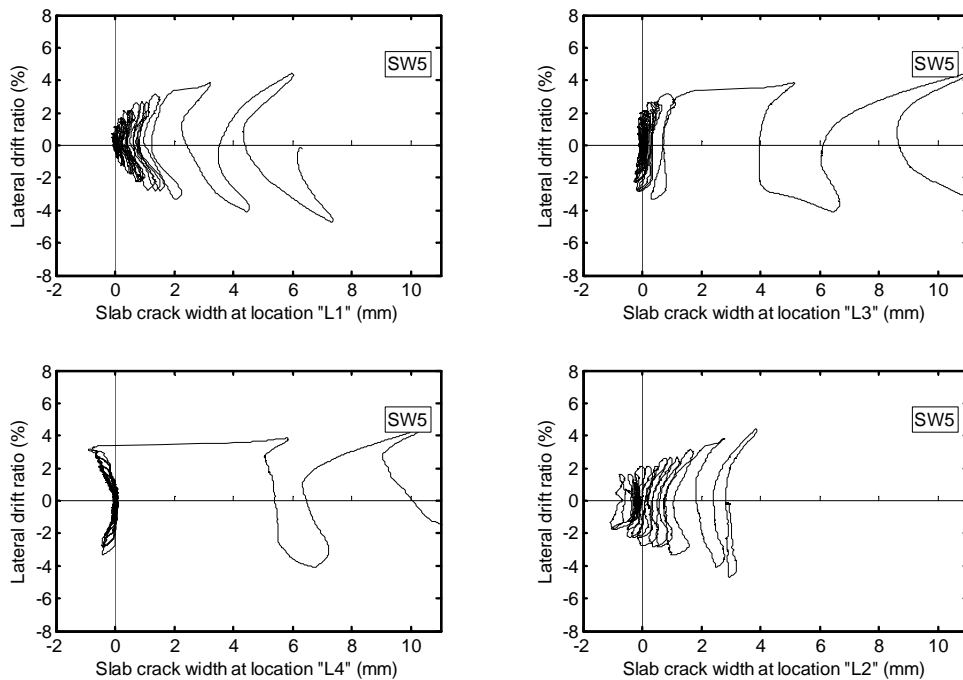 8
6
4
2
0
-2
-4
-6
-8
Lateral drift ratio (%)
SW5
-2 0 2 4 6 8 10
Slab crack width at location "L1" (mm)
8
6
4
2
0
-2
-4
-6
-8
Lateral drift ratio (%)
SW5
-2 0 2 4 6 8 10
Slab crack width at location "L3" (mm)
8
6
4
2
0
-2
-4
-6
-8
Lateral drift ratio (%)
SW5
-2 0 2 4 6 8 10
Slab crack width at location "L4" (mm)
8
6
4
2
0
-2
-4
-6
-8
Lateral drift ratio (%)
SW5
-2 0 2 4 6 8 10
Slab crack width at location "L2" (mm)